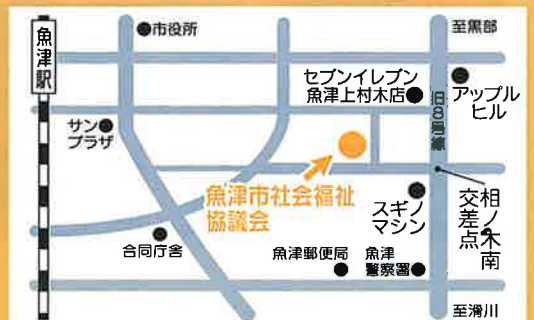 魚津駅
市役所
至黒部
セブンイレブン
魚津上村木店
アップル
ヒル
旧8号線
サン
プラザ
魚津市社会福祉
協議会
スギノ
マシン
相ノ木南
交差点
合同庁舎
魚津郵便局
魚津
警察署
至滑川